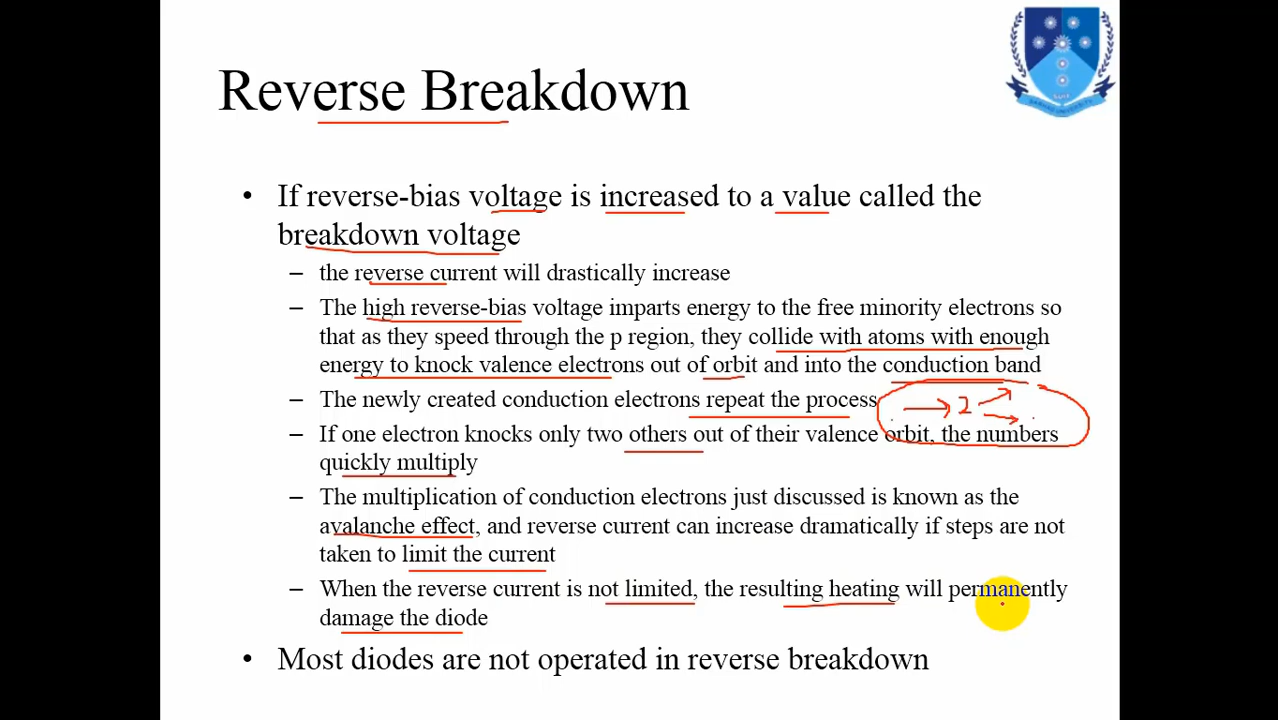 Reverse Breakdown
• If reverse-bias voltage is increased to a value called the
breakdown voltage
– the reverse current will drastically increase
– The high reverse-bias voltage imparts energy to the free minority electrons so
that as they speed through the p region, they collide with atoms with enough
energy to knock valence electrons out of orbit and into the conduction band
– The newly created conduction electrons repeat the process
2
– If one electron knocks only two others out of their valence orbit, the numbers
quickly multiply
– The multiplication of conduction electrons just discussed is known as the
avalanche effect, and reverse current can increase dramatically if steps are not
taken to limit the current
– When the reverse current is not limited, the resulting heating will permanently
damage the diode
• Most diodes are not operated in reverse breakdown